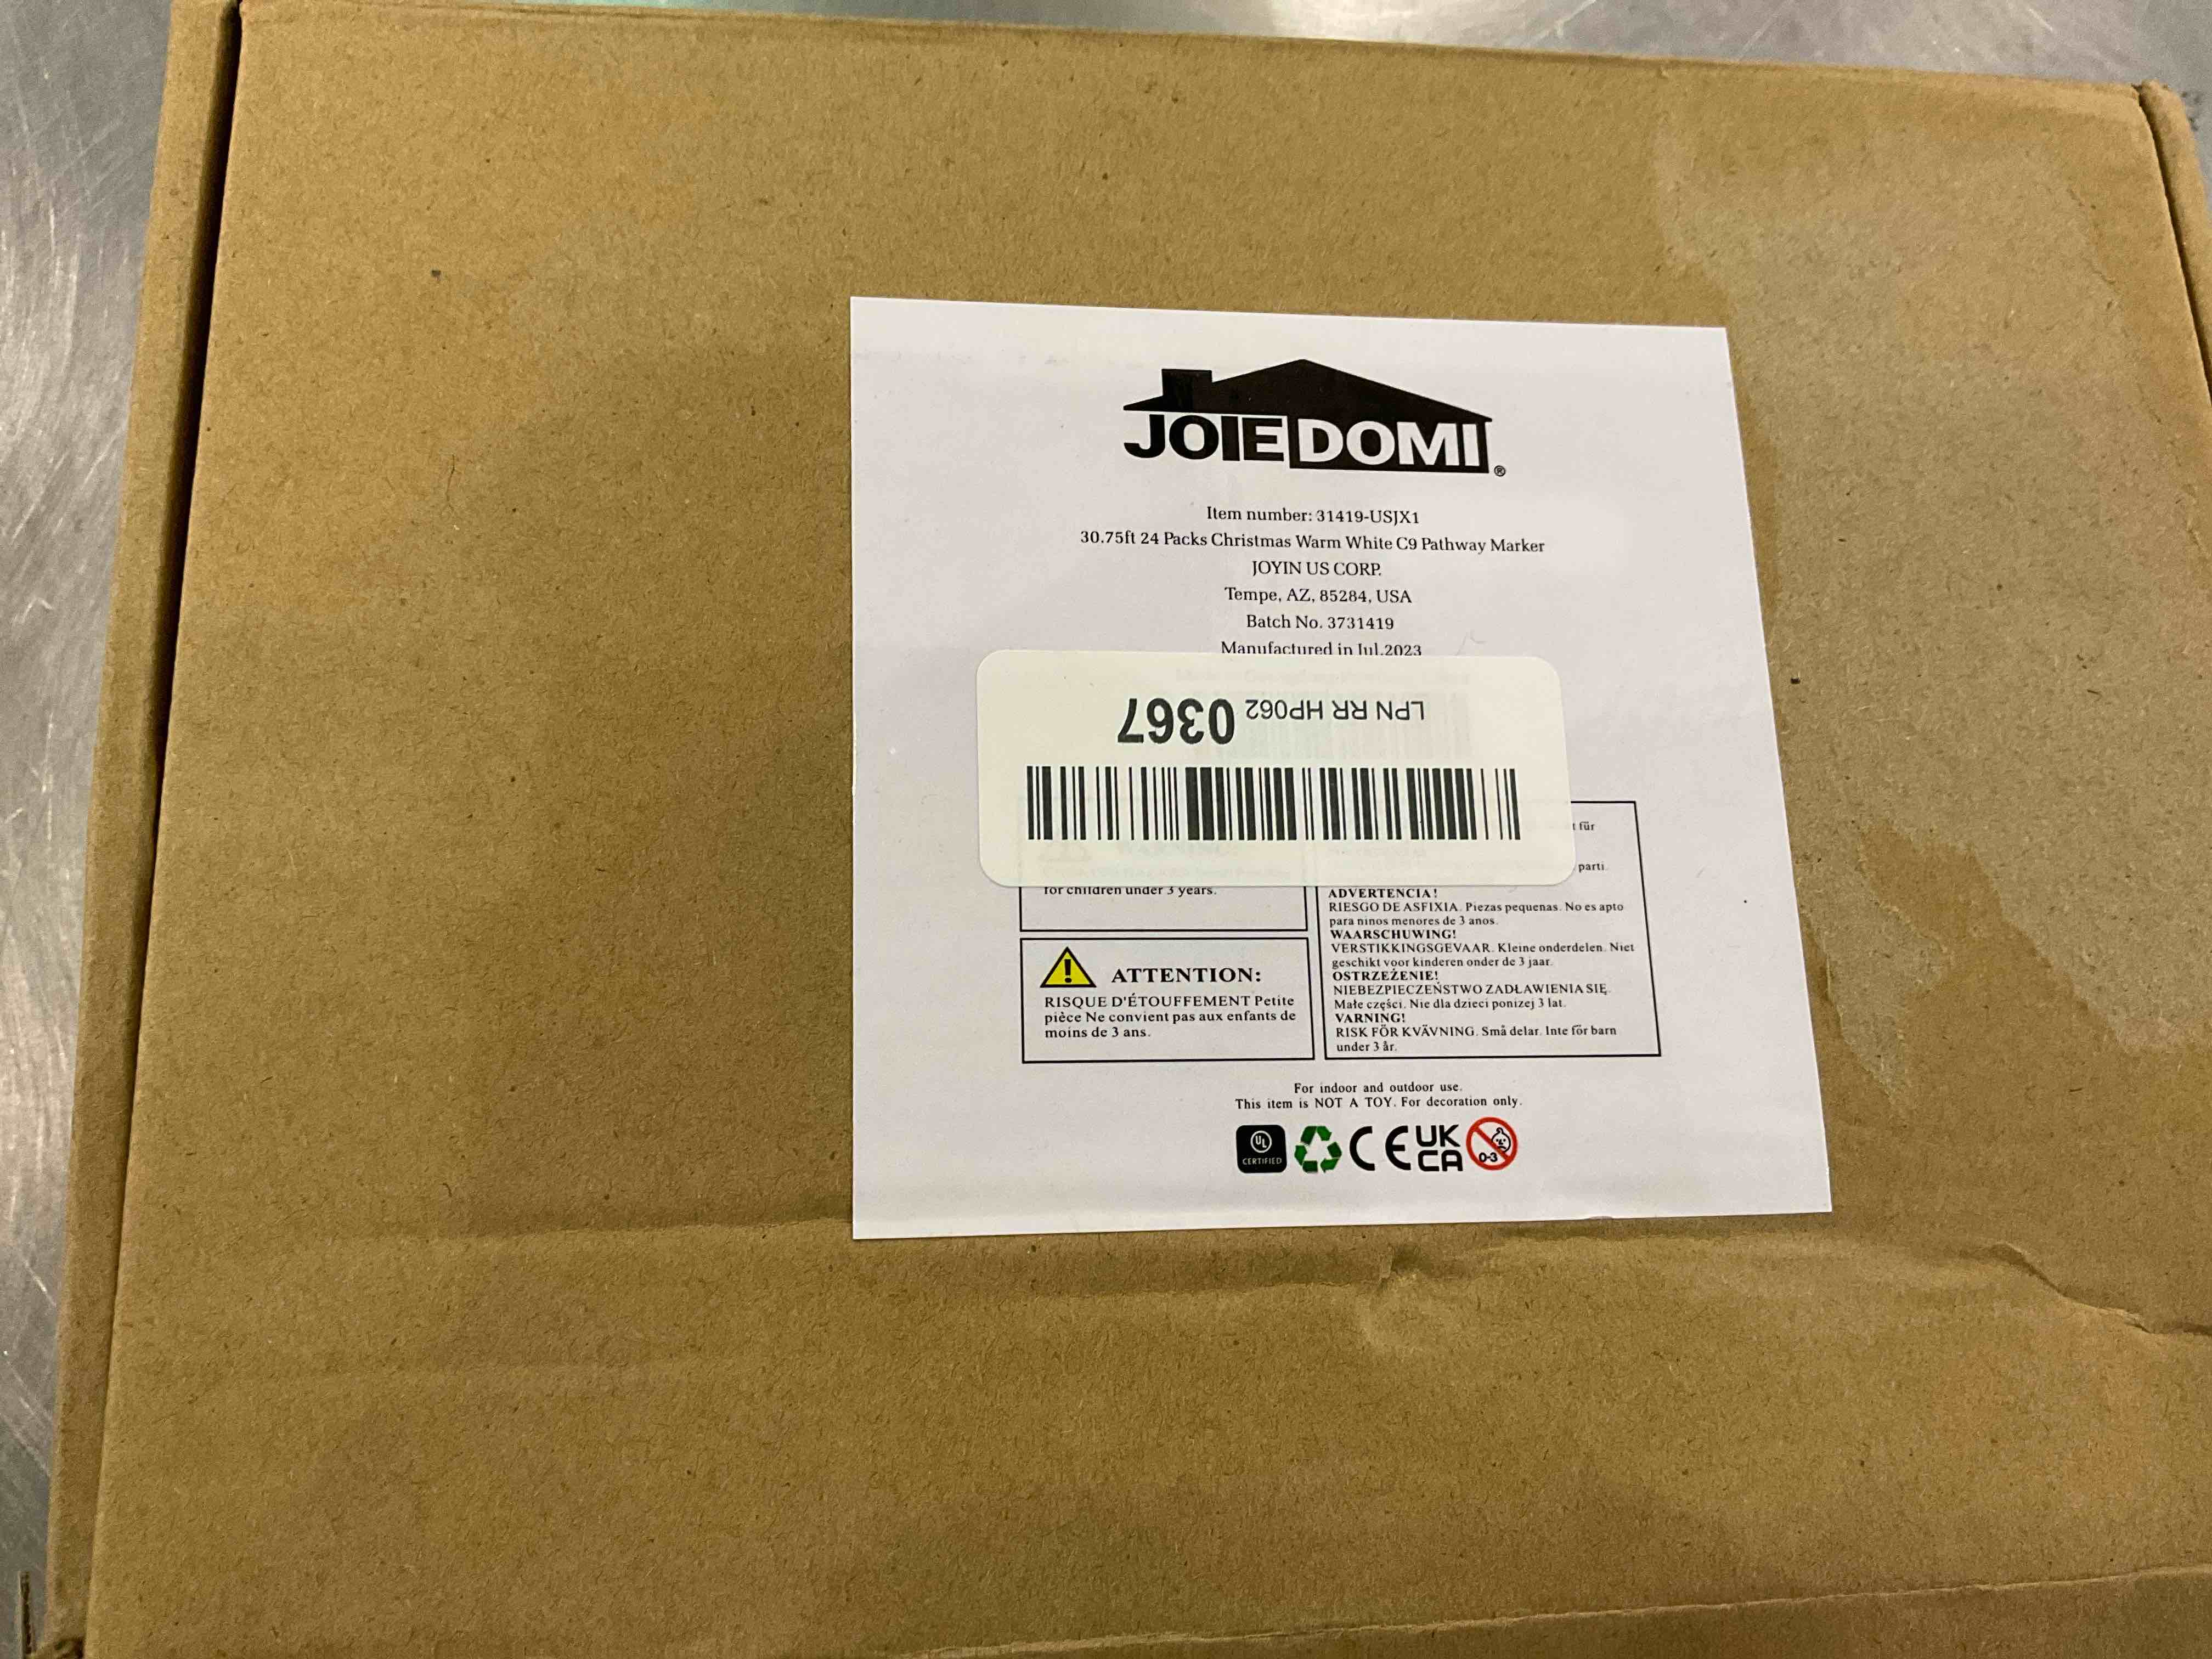 JOIEDOMI®
Item number: 31419-USJX1
30.75ft 24 Packs Christmas Warm White C9 Pathway Marker
JOYIN US CORP.
Tempe, AZ, 85284, USA
Batch No. 3731419
Manufactured in Jul.2023
LPN RR HP062 0367
for children under 3 years.
ATTENTION:
RISQUE D'ÉTOUFFEMENT Petite
pièce Ne convient pas aux enfants de
moins de 3 ans.
für
parti.
ADVERTENCIA!
RIESGO DE ASFIXIA. Piezas pequenas. No es apto
para ninos menores de 3 anos.
WAARSCHUWING!
VERSTIKKINGSGEVAAR. Kleine onderdelen. Niet
geschikt voor kinderen onder de 3 jaar.
OSTRZEŻENIE!
NIEBEZPIECZEŃSTWO ZADŁAWIENIA SIĘ.
Małe części. Nie dla dzieci ponizej 3 lat.
VARNING!
RISK FÖR KVÄVNING. Små delar. Inte för barn
under 3 år.
For indoor and outdoor use.
This item is NOT A TOY. For decoration only.
UL CERTIFIED CE UKCA 0-3